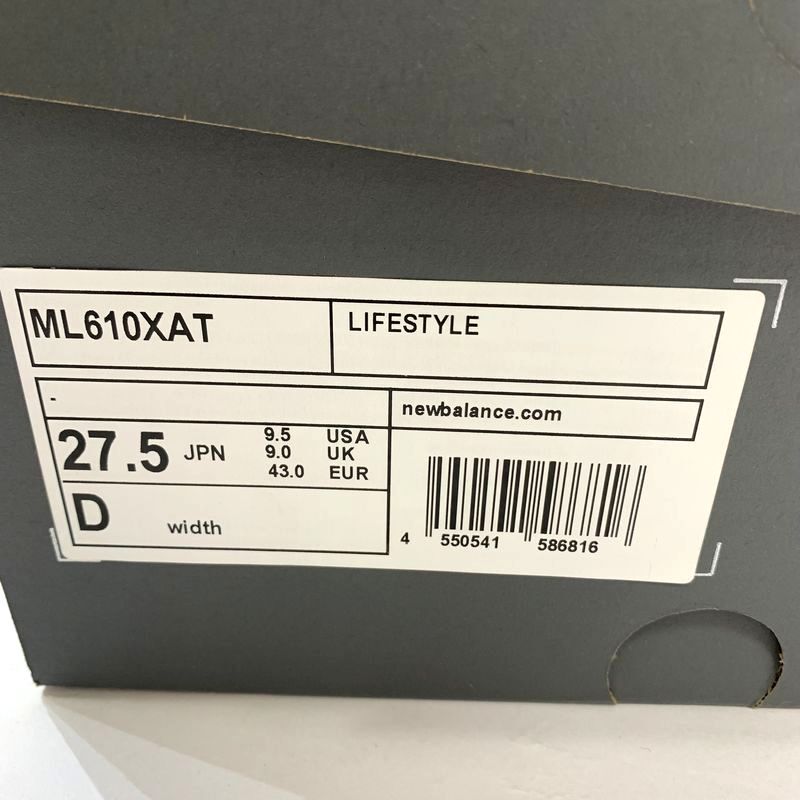 ML610XAT
LIFESTYLE
-
newbalance.com
27.5 JPN
9.5 USA
9.0 UK
43.0 EUR
D width
4 550541 586816